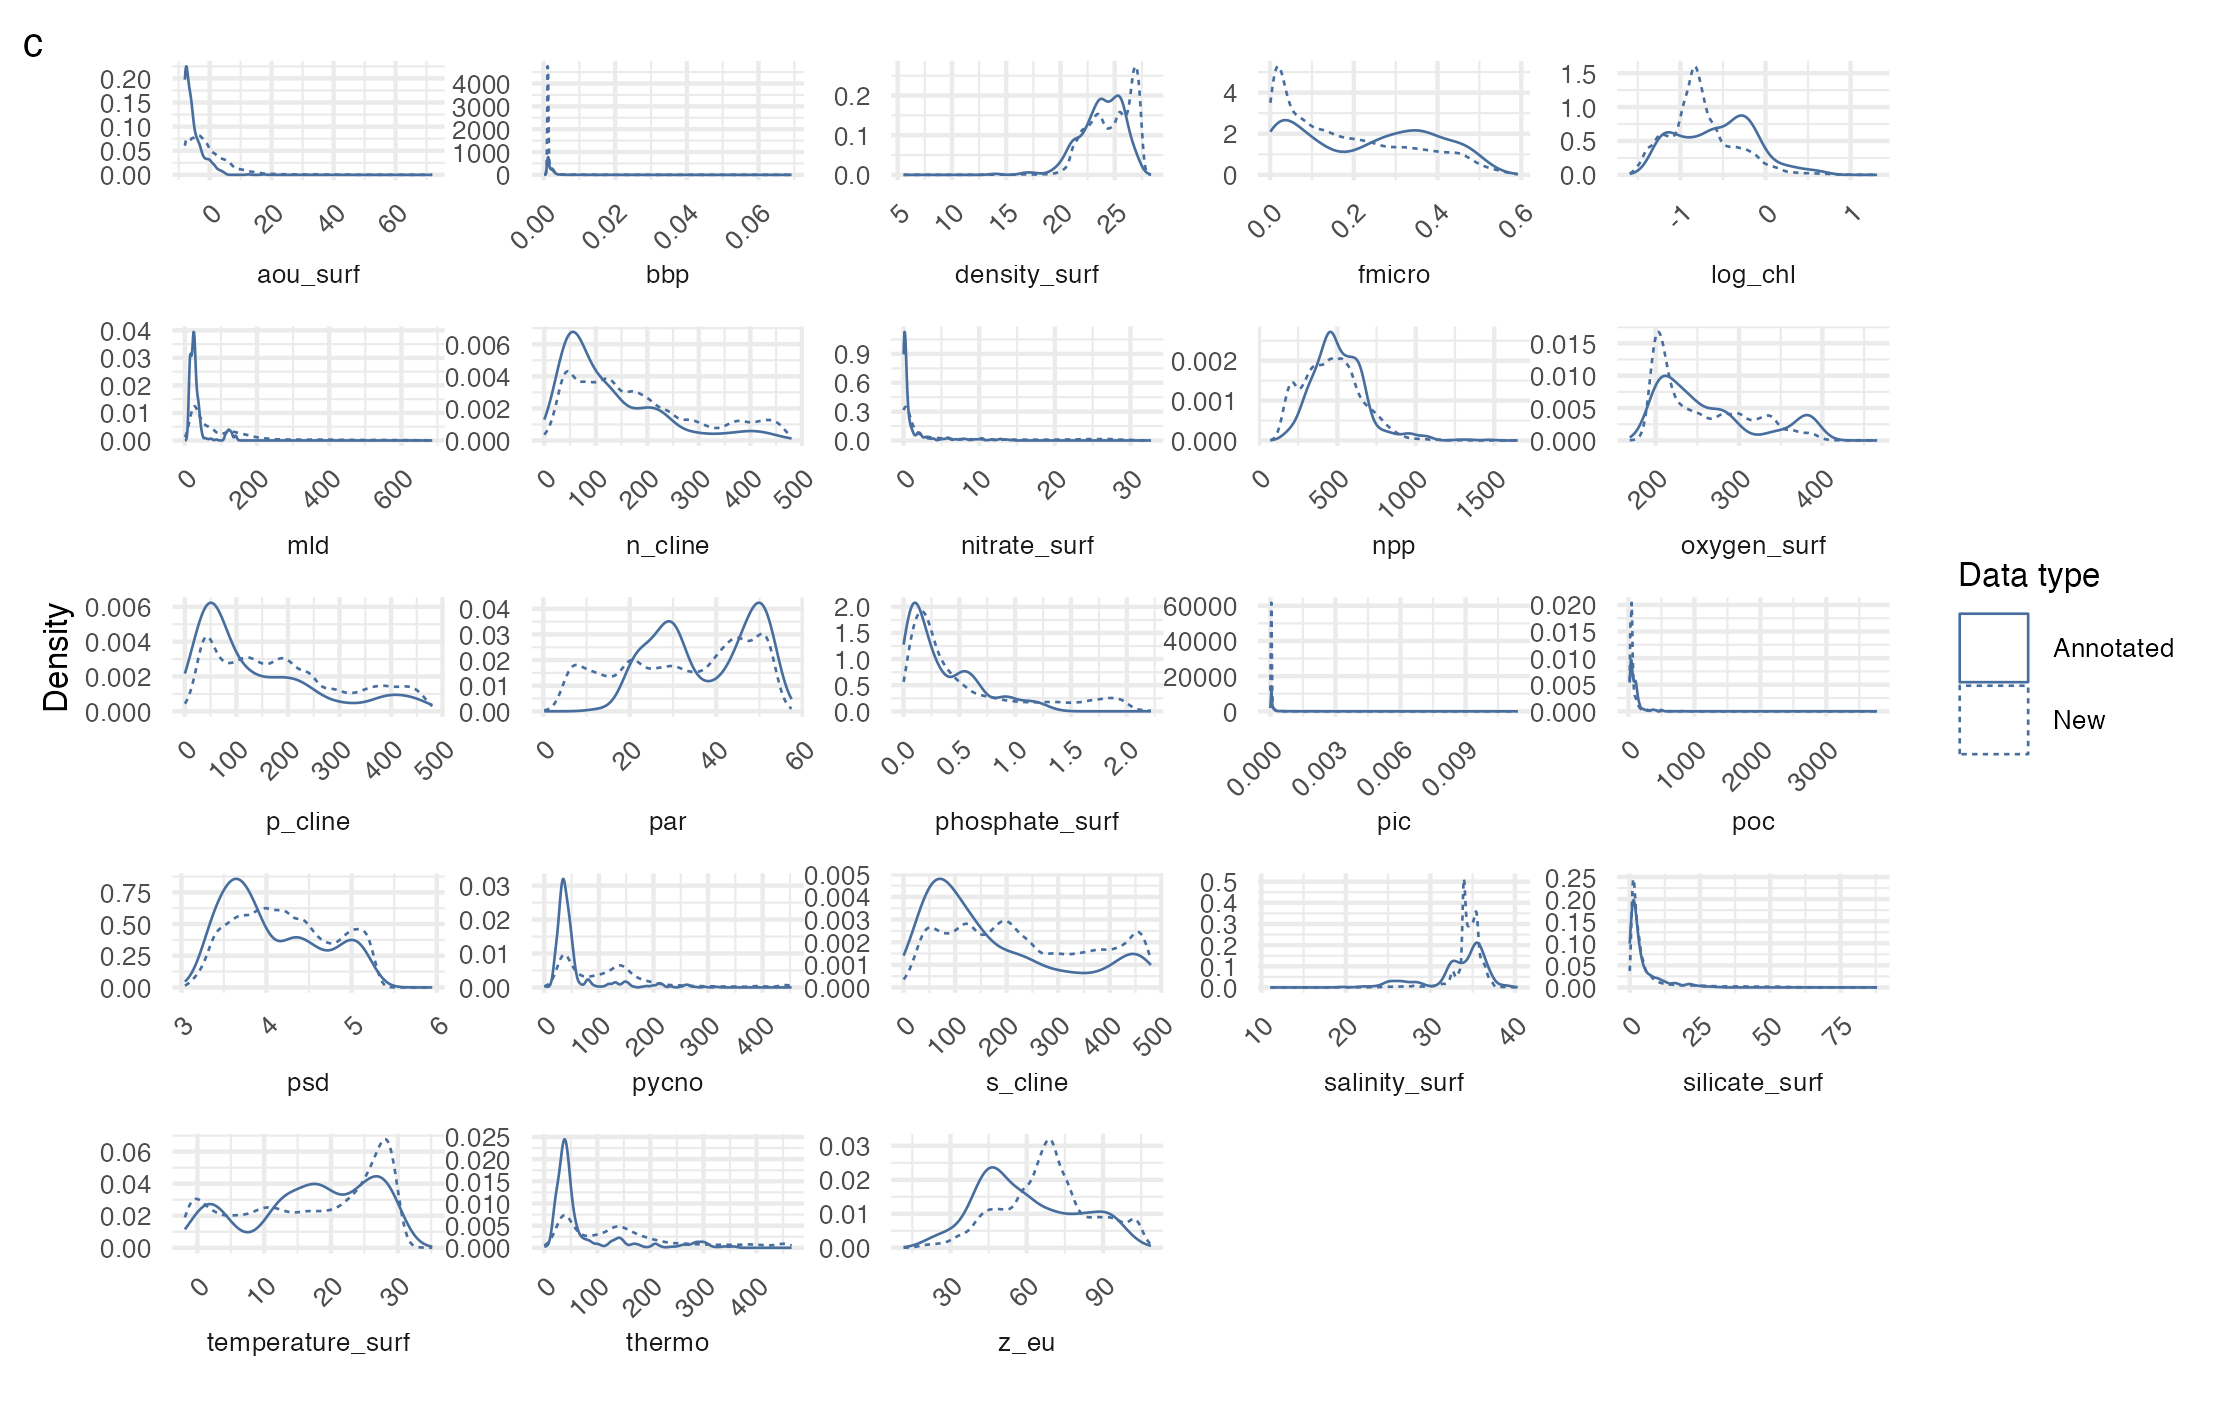 c
Density
0.20
0.15
0.10
0.05
0.00
0 20 40 60
aou_surf
4000
3000
2000
1000
0
0.00 0.02 0.04 0.06
bbp
0.2
0.1
0.0
5 10 15 20 25
density_surf
4
2
0
0.0 0.2 0.4 0.6
fmicro
1.5
1.0
0.5
0.0
-1 0 1
log_chl
0.04
0.03
0.02
0.01
0.00
0 200 400 600
mld
0.006
0.004
0.002
0.000
0 100 200 300 400 500
n_cline
0.9
0.6
0.3
0.0
0 10 20 30
nitrate_surf
0.002
0.001
0.000
0 500 1000 1500
npp
0.015
0.010
0.005
0.000
200 300 400
oxygen_surf
0.006
0.004
0.002
0.000
0 100 200 300 400 500
p_cline
0.04
0.03
0.02
0.01
0.00
0 20 40 60
par
2.0
1.5
1.0
0.5
0.0
0.0 0.5 1.0 1.5 2.0
phosphate_surf
60000
40000
20000
0
0.000 0.003 0.006 0.009
pic
0.020
0.015
0.010
0.005
0.000
0 1000 2000 3000
poc
0.75
0.50
0.25
0.00
3 4 5 6
psd
0.03
0.02
0.01
0.00
0 100 200 300 400
pycno
0.005
0.004
0.003
0.002
0.001
0.000
0 100 200 300 400 500
s_cline
0.5
0.4
0.3
0.2
0.1
0.0
10 20 30 40
salinity_surf
0.25
0.20
0.15
0.10
0.05
0.00
0 25 50 75
silicate_surf
0.06
0.04
0.02
0.00
0 10 20 30
temperature_surf
0.025
0.020
0.015
0.010
0.005
0.000
0 100 200 300 400
thermo
0.03
0.02
0.01
0.00
30 60 90
z_eu
Data type
Annotated
New